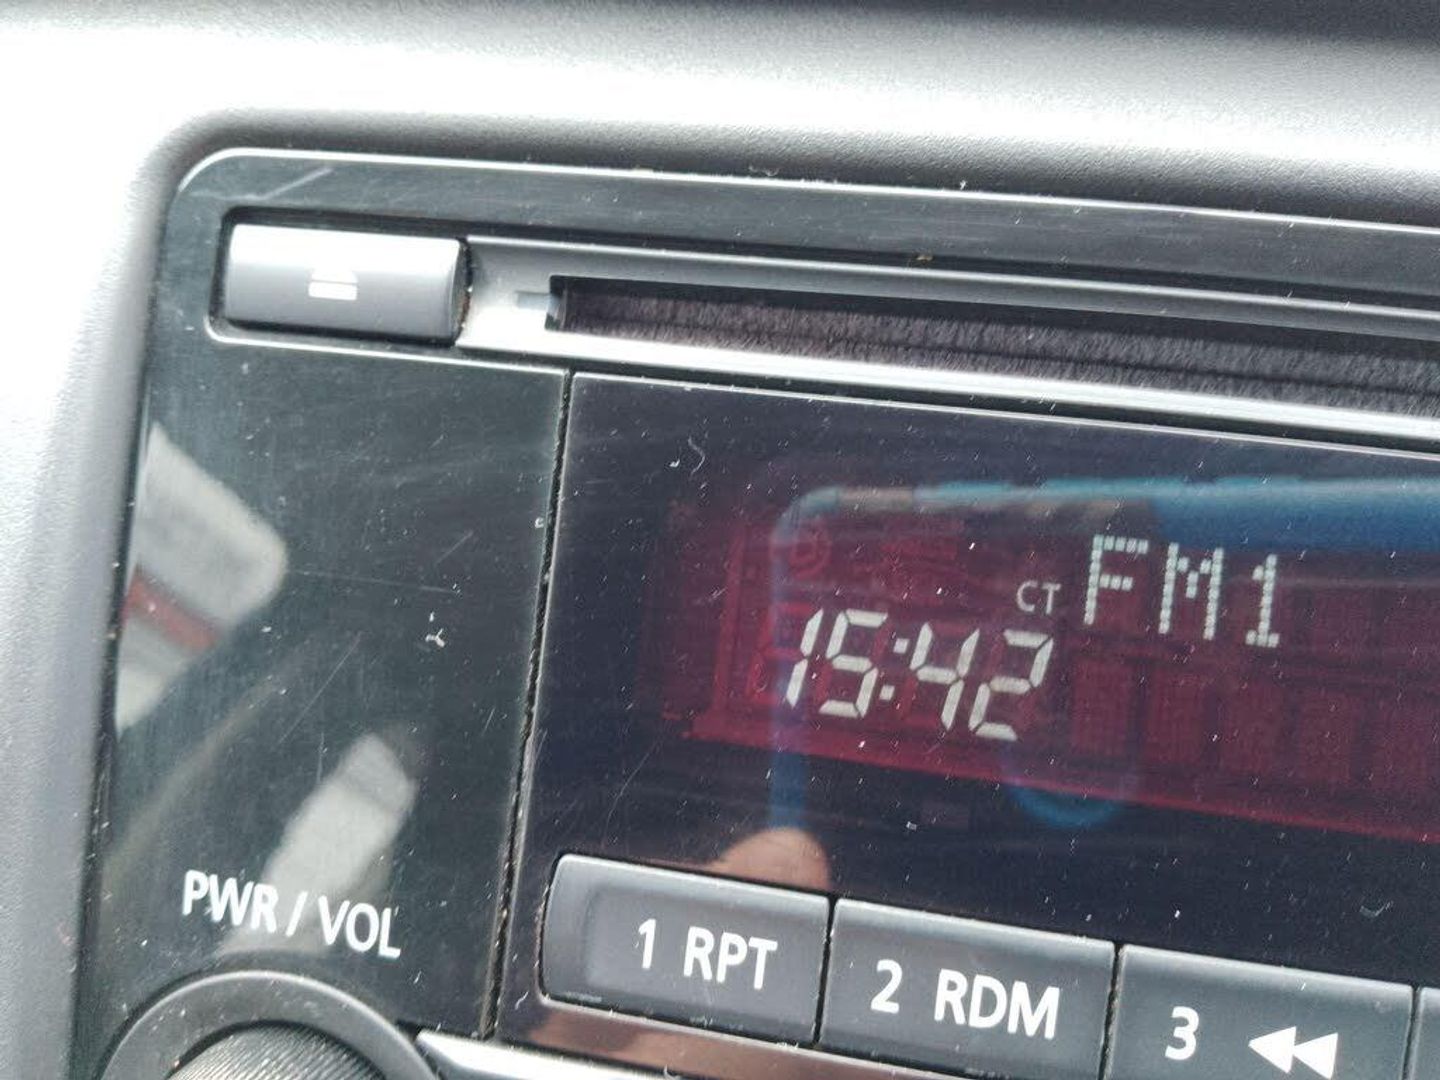 FM1
CT
15:42
PWR / VOL
1 RPT
2 RDM
3